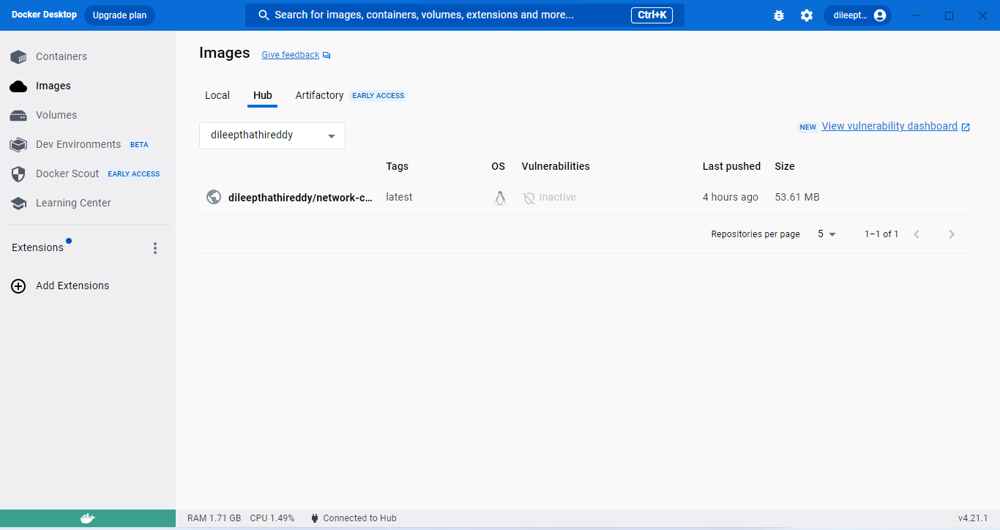 Docker Desktop Upgrade plan Search for images, containers, volumes, extensions and more... Ctrl+K dileept...
Containers
Images
Volumes
Dev Environments BETA
Docker Scout EARLY ACCESS
Learning Center
Extensions
Add Extensions
Images Give feedback
Local Hub Artifactory EARLY ACCESS
dileepthathireddy
NEW View vulnerability dashboard
Tags OS Vulnerabilities Last pushed Size
dileepthathireddy/network-c... latest Inactive 4 hours ago 53.61 MB
Repositories per page 5 1–1 of 1
RAM 1.71 GB CPU 1.49% Connected to Hub v4.21.1